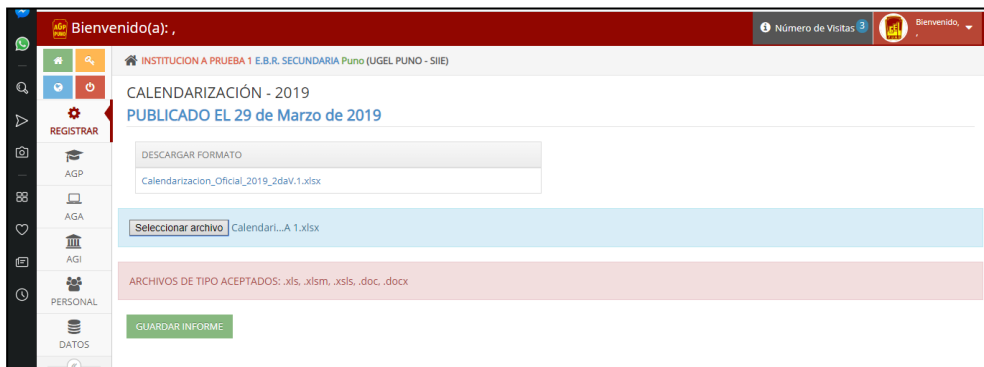 AGP PUNO
Bienvenido(a): ,
Número de Visitas 3
Bienvenido,
,
INSTITUCION A PRUEBA 1 E.B.R. SECUNDARIA Puno (UGEL PUNO - SIIE)
CALENDARIZACIÓN - 2019
PUBLICADO EL 29 de Marzo de 2019
REGISTRAR
AGP
AGA
AGI
PERSONAL
DATOS
DESCARGAR FORMATO
Calendarizacion_Oficial_2019_2daV.1.xlsx
Seleccionar archivo Calendari...A 1.xlsx
ARCHIVOS DE TIPO ACEPTADOS: .xls, .xlsm, .xsls, .doc, .docx
GUARDAR INFORME